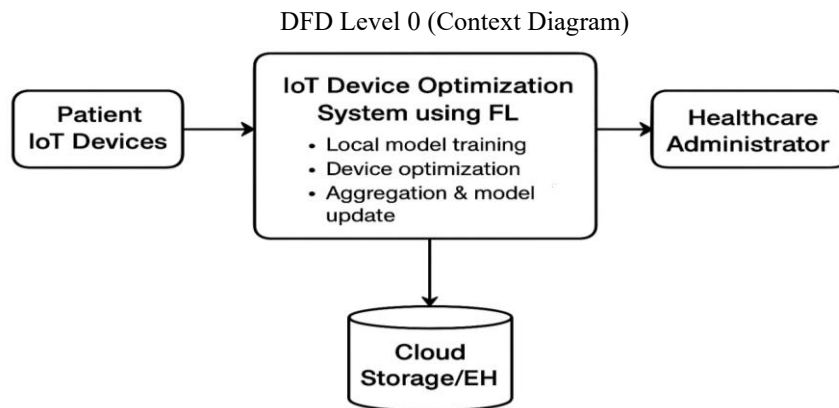 DFD Level 0 (Context Diagram)
Patient
IoT Devices
IoT Device Optimization
System using FL
• Local model training
• Device optimization
• Aggregation & model
update
Healthcare
Administrator
Cloud
Storage/EH